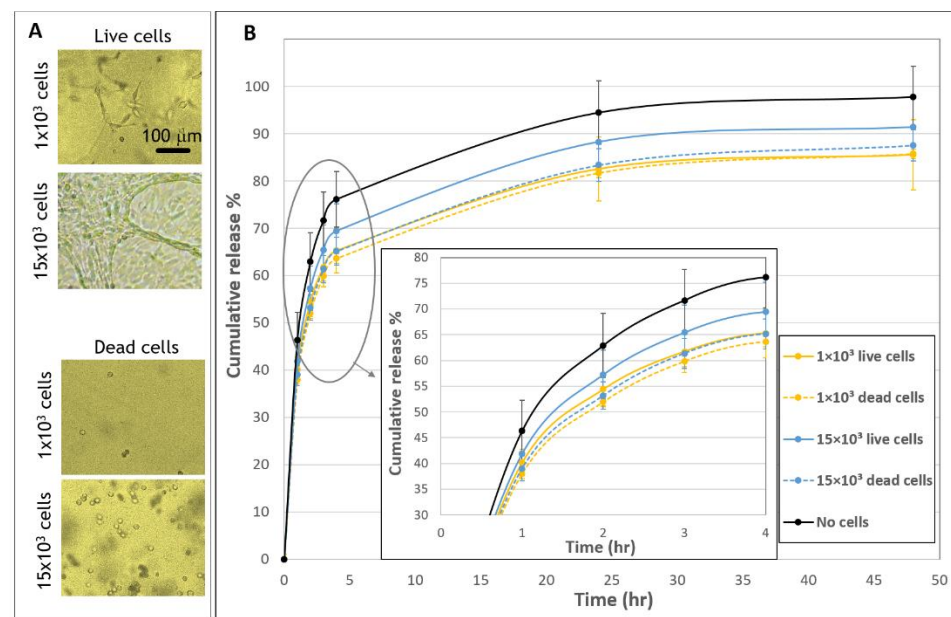 A
Live cells
1x10³ cells
100 µm
15x10³ cells
Dead cells
1x10³ cells
15x10³ cells
B
Cumulative release %
110
100
90
80
70
60
50
40
30
20
10
0
0 5 10 15 20 25 30 35 40 45 50
Time (hr)
Cumulative release %
80
75
70
65
60
55
50
45
40
35
30
0 1 2 3 4
Time (hr)
1×10³ live cells
1×10³ dead cells
15×10³ live cells
15×10³ dead cells
No cells